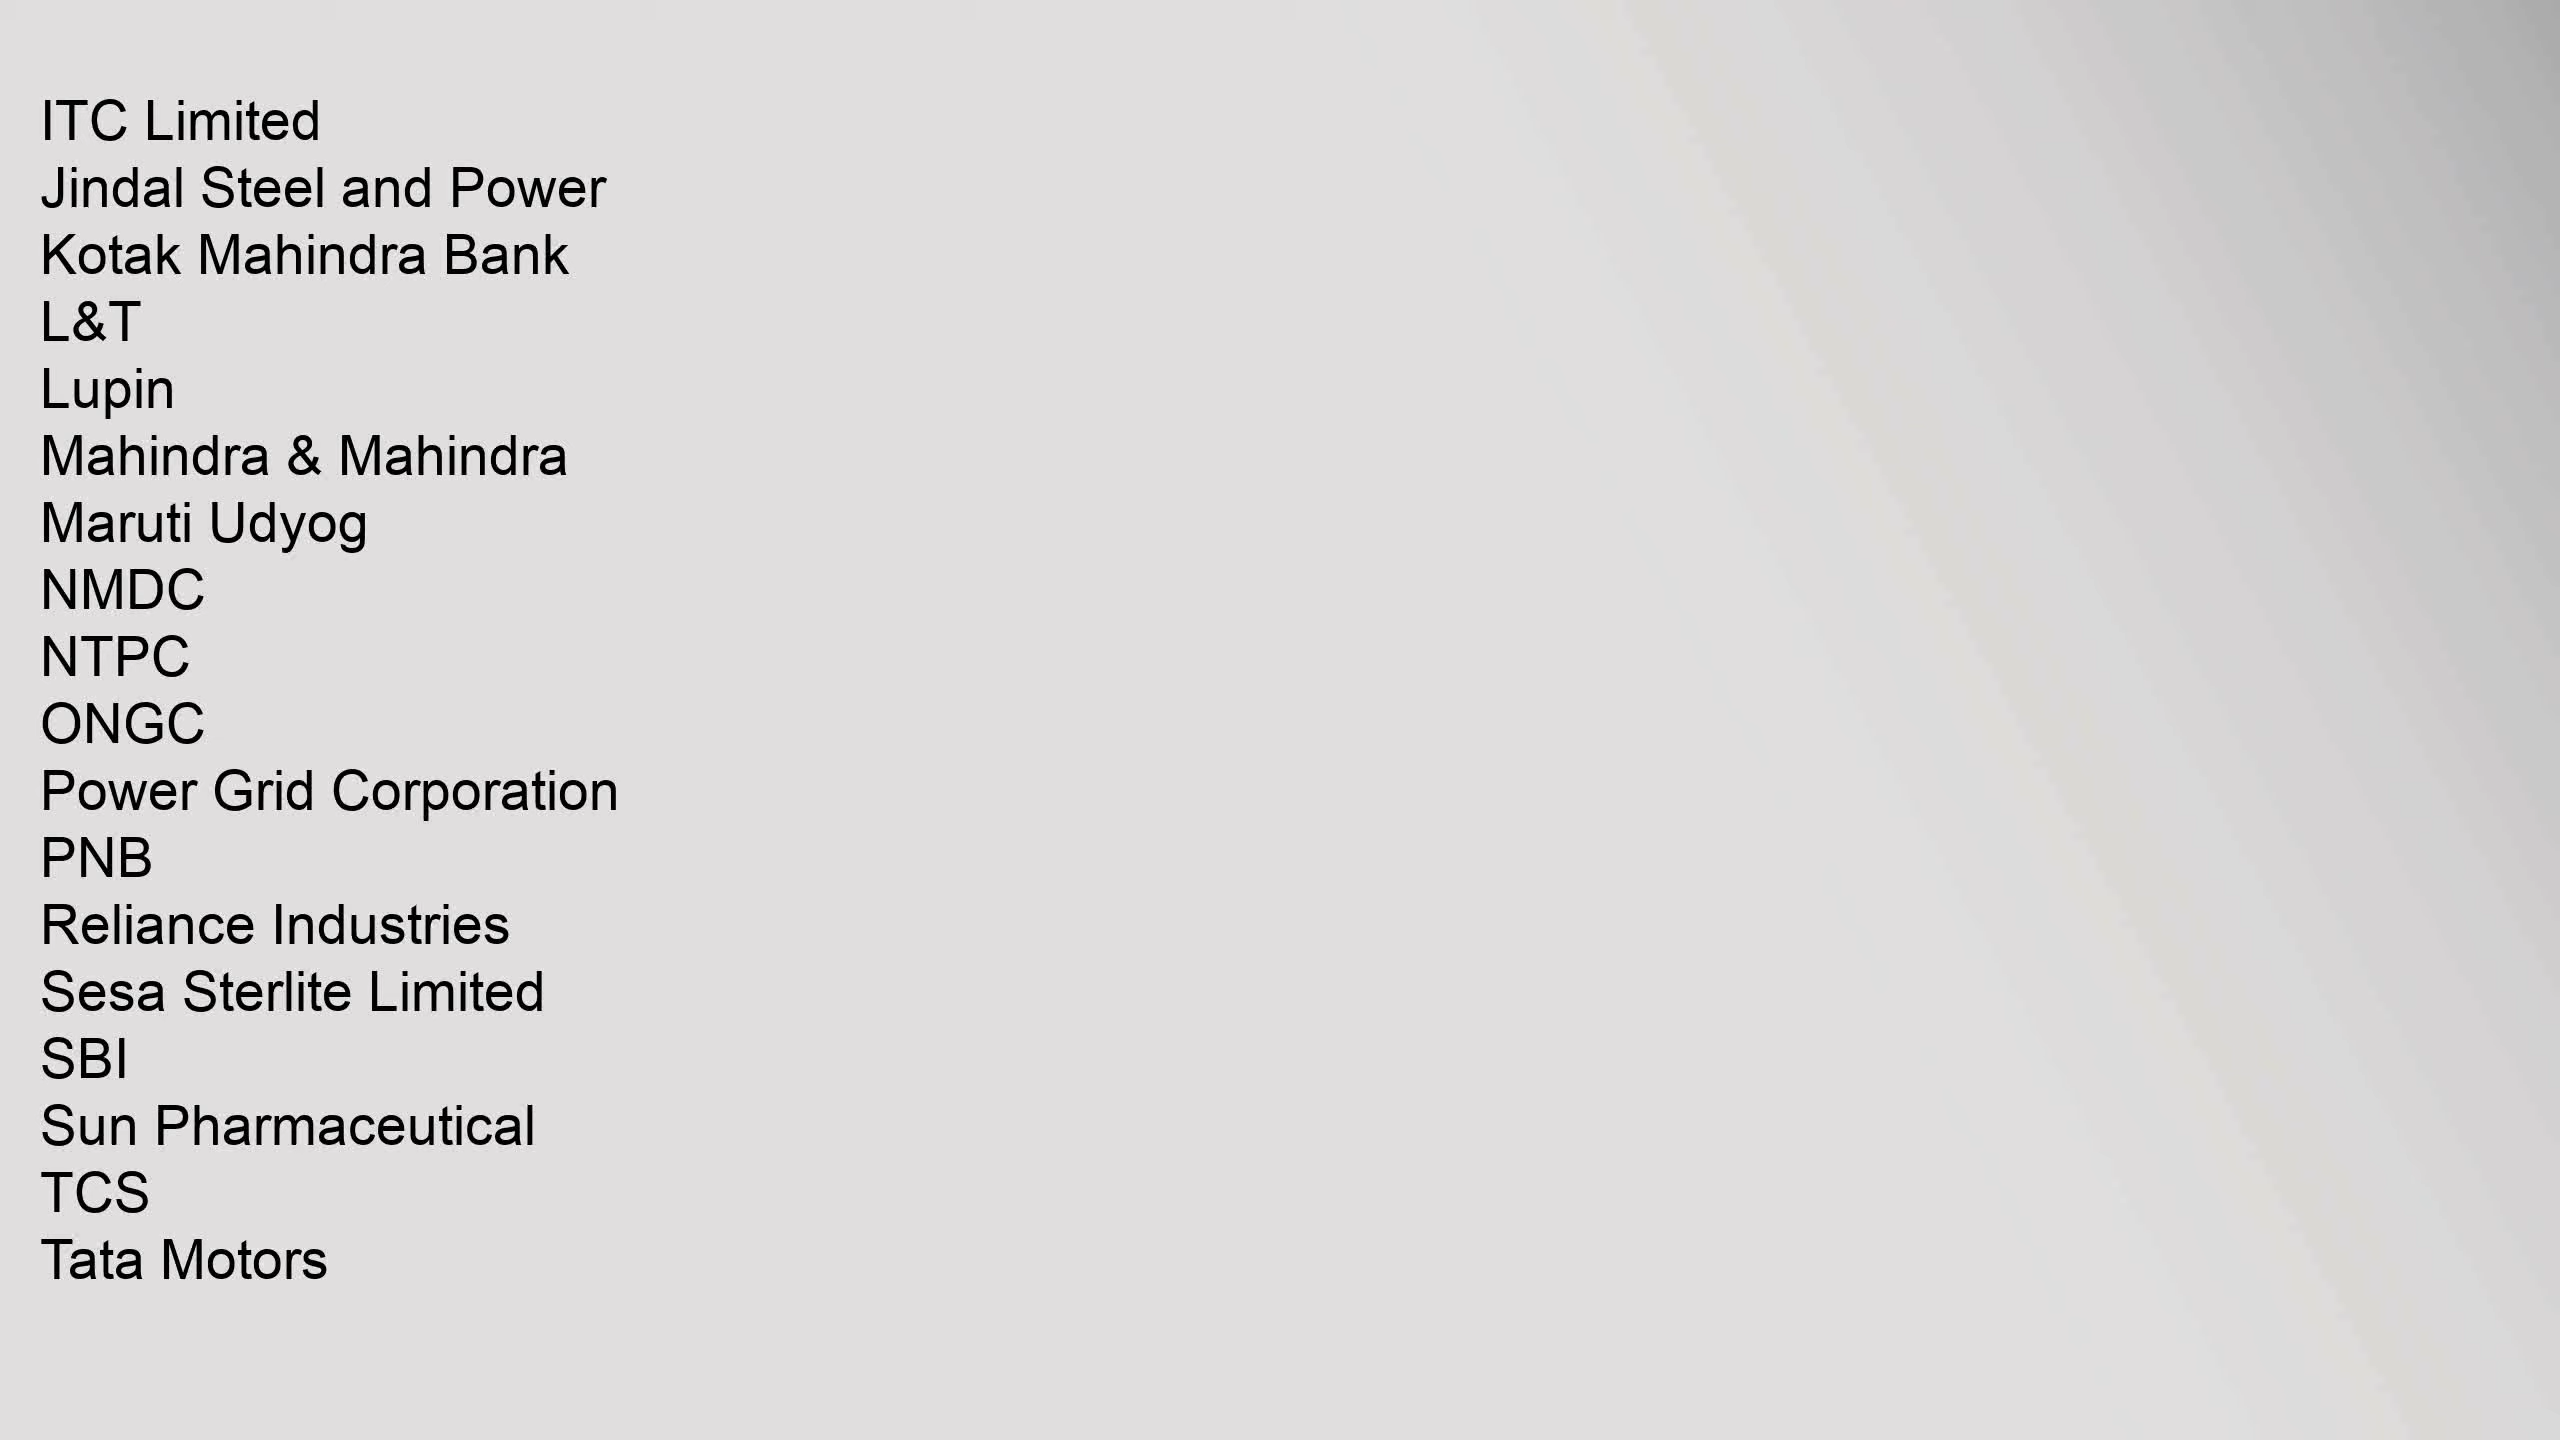 ITC Limited
Jindal Steel and Power
Kotak Mahindra Bank
L&T
Lupin
Mahindra & Mahindra
Maruti Udyog
NMDC
NTPC
ONGC
Power Grid Corporation
PNB
Reliance Industries
Sesa Sterlite Limited
SBI
Sun Pharmaceutical
TCS
Tata Motors